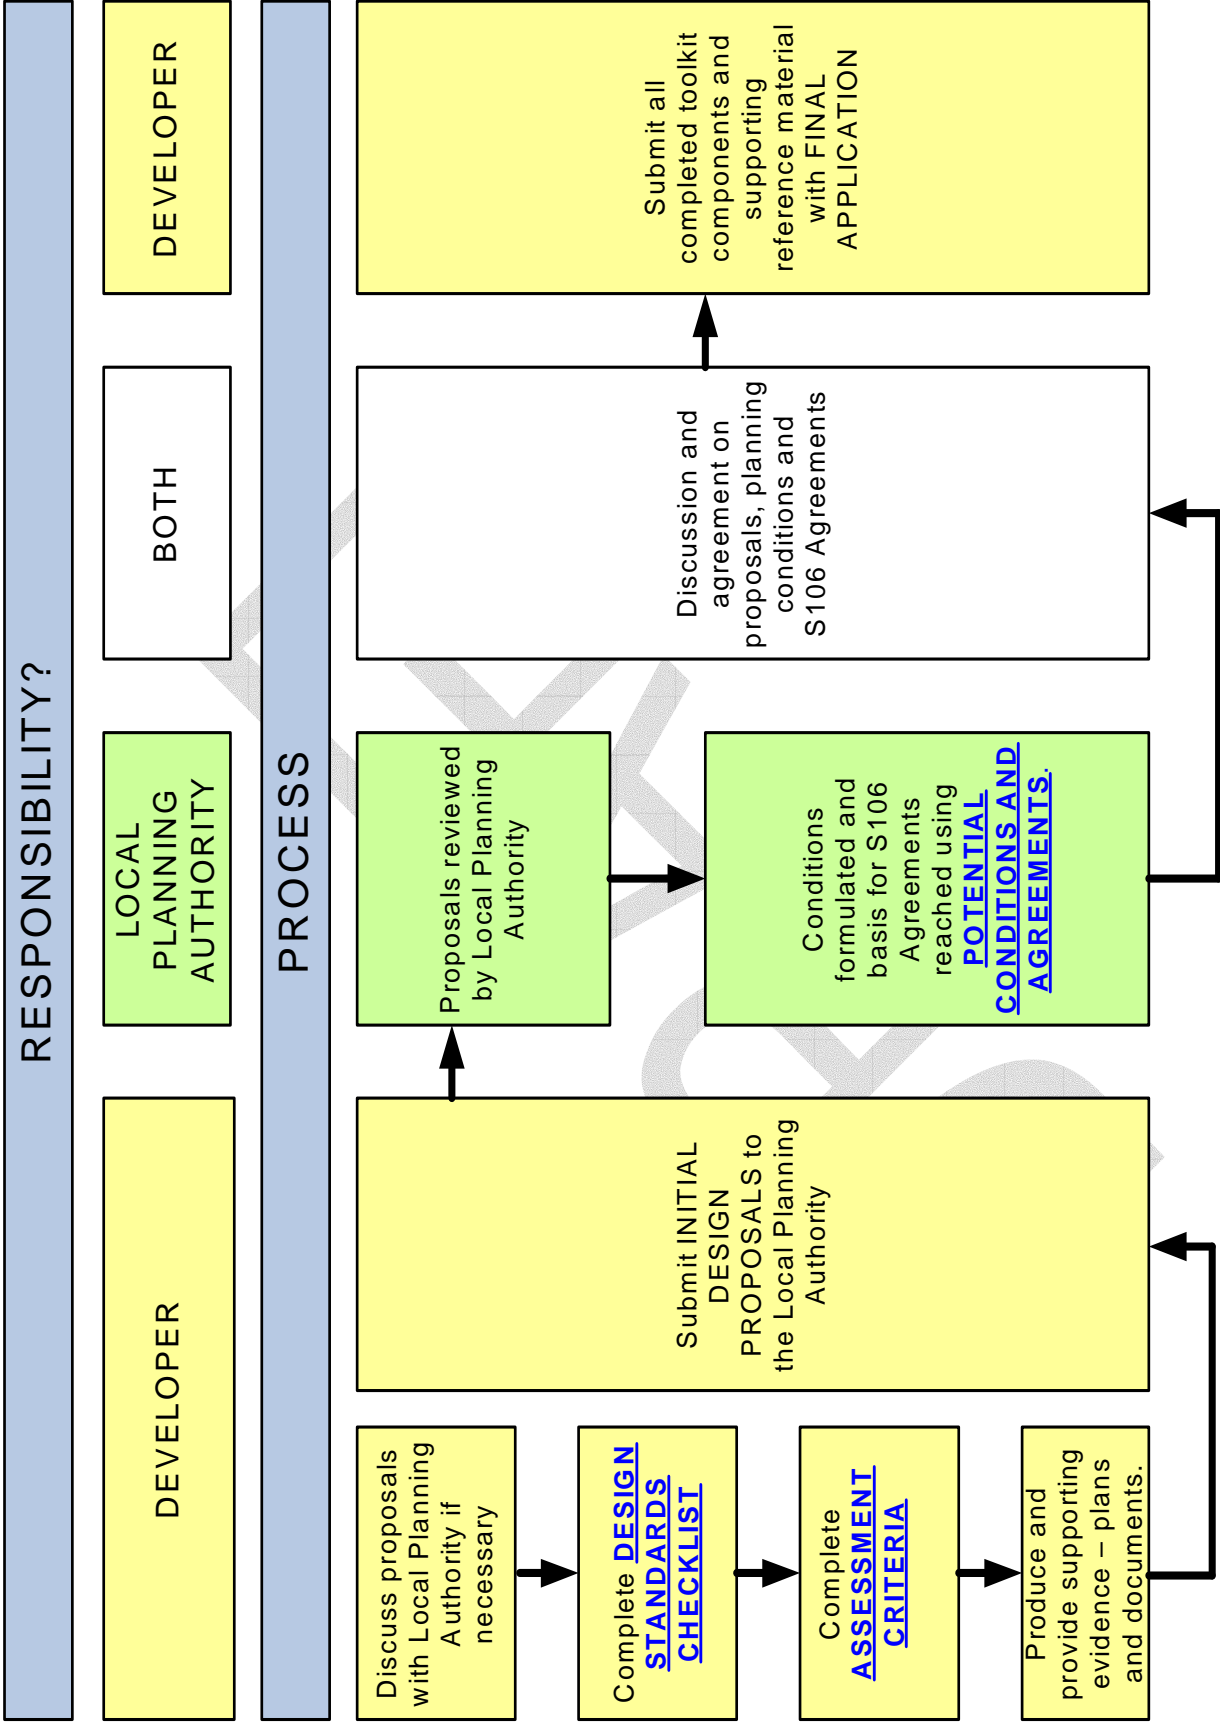 RESPONSIBILITY?
DEVELOPER
LOCAL
PLANNING
AUTHORITY
BOTH
DEVELOPER
PROCESS
Discuss proposals
with Local Planning
Authority if
necessary
Complete DESIGN
STANDARDS
CHECKLIST
Complete
ASSESSMENT
CRITERIA
Produce and
provide supporting
evidence – plans
and documents.
Submit INITIAL
DESIGN
PROPOSALS to
the Local Planning
Authority
Proposals reviewed
by Local Planning
Authority
Conditions
formulated and
basis for S106
Agreements
reached using
POTENTIAL
CONDITIONS AND
AGREEMENTS.
Discussion and
agreement on
proposals, planning
conditions and
S106 Agreements
Submit all
completed toolkit
components and
supporting
reference material
with FINAL
APPLICATION